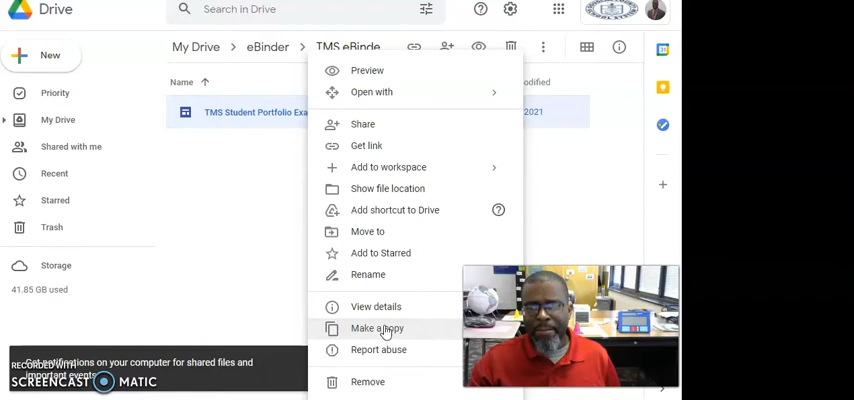 Drive
Search in Drive
New
My Drive
eBinder
TMS eBinde
Priority
My Drive
Shared with me
Recent
Starred
Trash
Storage
41.85 GB used
Name
odified
TMS Student Portfolio Exa
2021
Preview
Open with
Share
Get link
Add to workspace
Show file location
Add shortcut to Drive
Move to
Add to Starred
Rename
View details
Make a copy
Report abuse
Remove
Get notifications on your computer for shared files and
important events
RECORDED WITH
SCREENCAST MATIC